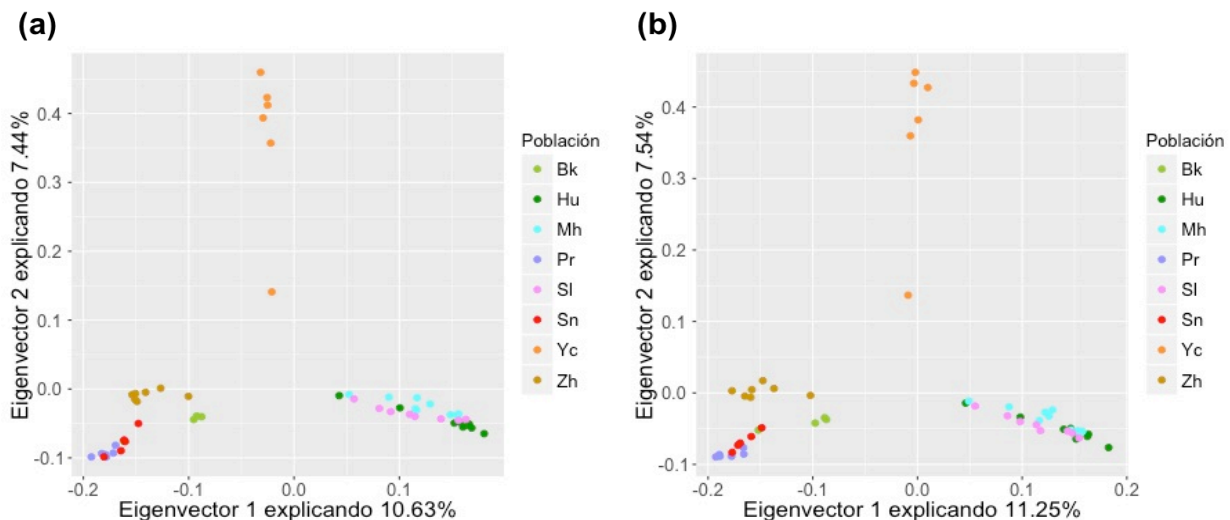 (a)
Eigenvector 2 explicando 7.44%
0.4
0.3
0.2
0.1
0.0
-0.1
-0.2
-0.1
0.0
0.1
Eigenvector 1 explicando 10.63%
Población
Bk
Hu
Mh
Pr
Sl
Sn
Yc
Zh
(b)
Eigenvector 2 explicando 7.54%
0.4
0.3
0.2
0.1
0.0
-0.1
-0.2
-0.1
0.0
0.1
0.2
Eigenvector 1 explicando 11.25%
Población
Bk
Hu
Mh
Pr
Sl
Sn
Yc
Zh